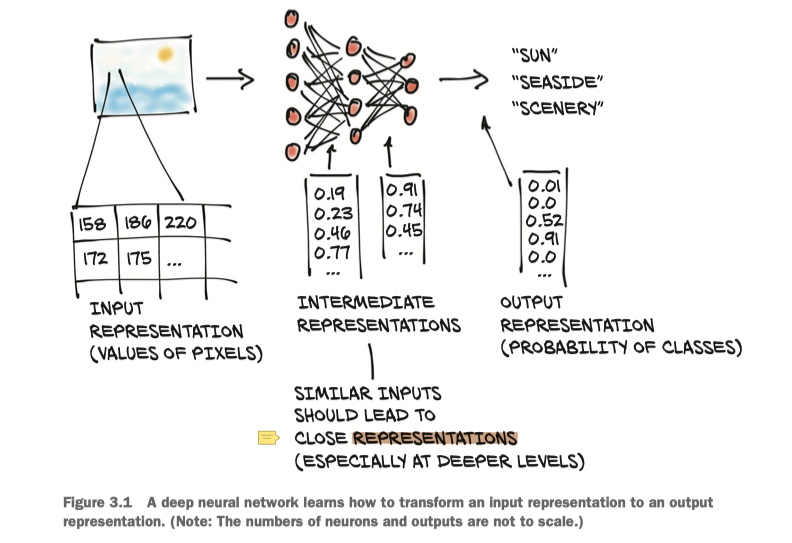 "SUN"
"SEASIDE"
"SCENERY"
158 186 220
172 175 ...
0.19
0.23
0.46
0.77
...
0.91
0.74
0.45
...
0.01
0.0
0.52
0.91
0.0
...
INPUT
REPRESENTATION
(VALUES OF PIXELS)
INTERMEDIATE
REPRESENTATIONS
OUTPUT
REPRESENTATION
(PROBABILITY OF CLASSES)
SIMILAR INPUTS
SHOULD LEAD TO
CLOSE REPRESENTATIONS
(ESPECIALLY AT DEEPER LEVELS)
Figure 3.1 A deep neural network learns how to transform an input representation to an output
representation. (Note: The numbers of neurons and outputs are not to scale.)